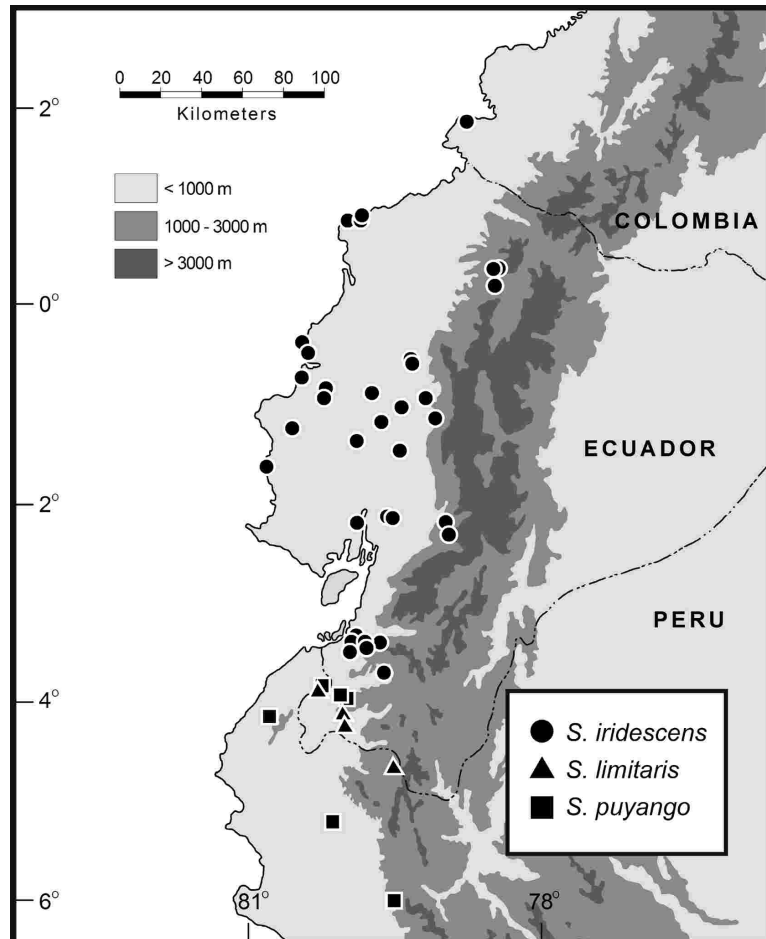 0 20 40 60 80 100
Kilometers
< 1000 m
1000 - 3000 m
> 3000 m
2°
0°
2°
4°
6°
COLOMBIA
ECUADOR
PERU
S. iridescens
S. limitaris
S. puyango
81°
78°